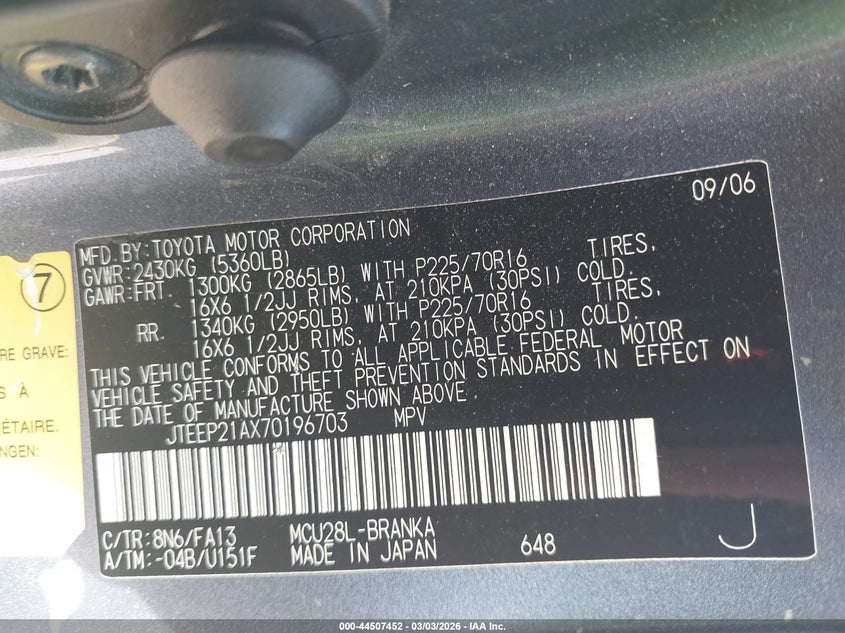 09/06
MFD.BY:TOYOTA MOTOR CORPORATION
GVWR:2430KG (5360LB)
GAWR:FRT. 1300KG (2865LB) WITH P225/70R16 TIRES,
16X6 1/2JJ RIMS, AT 210KPA (30PSI) COLD.
RR. 1340KG (2950LB) WITH P225/70R16 TIRES,
16X6 1/2JJ RIMS, AT 210KPA (30PSI) COLD.
THIS VEHICLE CONFORMS TO ALL APPLICABLE FEDERAL MOTOR
VEHICLE SAFETY AND THEFT PREVENTION STANDARDS IN EFFECT ON
THE DATE OF MANUFACTURE SHOWN ABOVE.
JTEEP21AX70196703 MPV
C/TR:8N6/FA13 MCU28L-BRANKA
A/TM:-04B/U151F MADE IN JAPAN 648 J
7
RE GRAVE:
S À
ÉTAIRE.
NGEN:
000-44507452 - 03/03/2026 - IAA Inc.